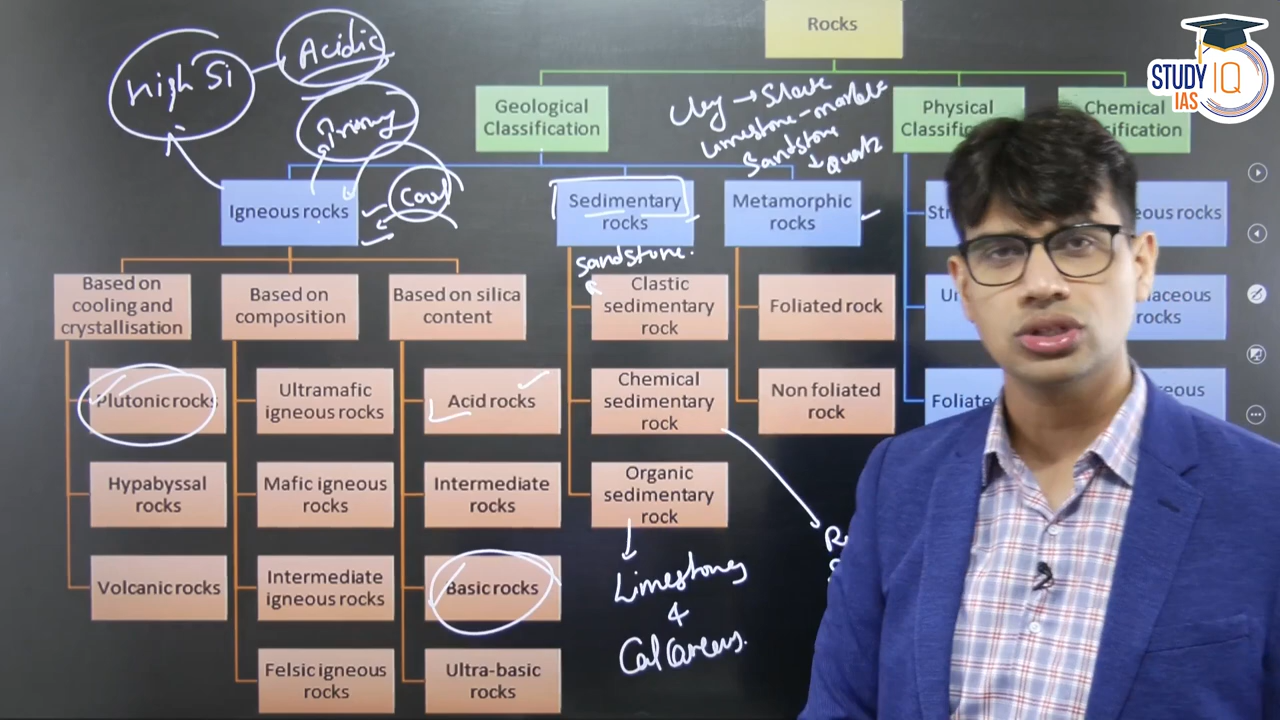 Rocks
STUDY IQ
IAS
High Si
Acidic
Primary
Cool
Clay → Slate
Limestone - marble
Sandstone
↓ Quartz
Geological
Classification
Physical
Chemical
Igneous rocks
Sedimentary
rocks
Metamorphic
rocks
Based on
cooling and
crystallisation
Based on
composition
Based on silica
content
Sandstone.
Clastic
sedimentary
rock
Foliated rock
rocks
Plutonic rocks
Ultramafic
igneous rocks
Acid rocks
Chemical
sedimentary
rock
Non foliated
rock
Hypabyssal
rocks
Mafic igneous
rocks
Intermediate
rocks
Organic
sedimentary
rock
Volcanic rocks
Intermediate
igneous rocks
Basic rocks
Limestones
&
Calcareous.
Felsic igneous
rocks
Ultra-basic
rocks